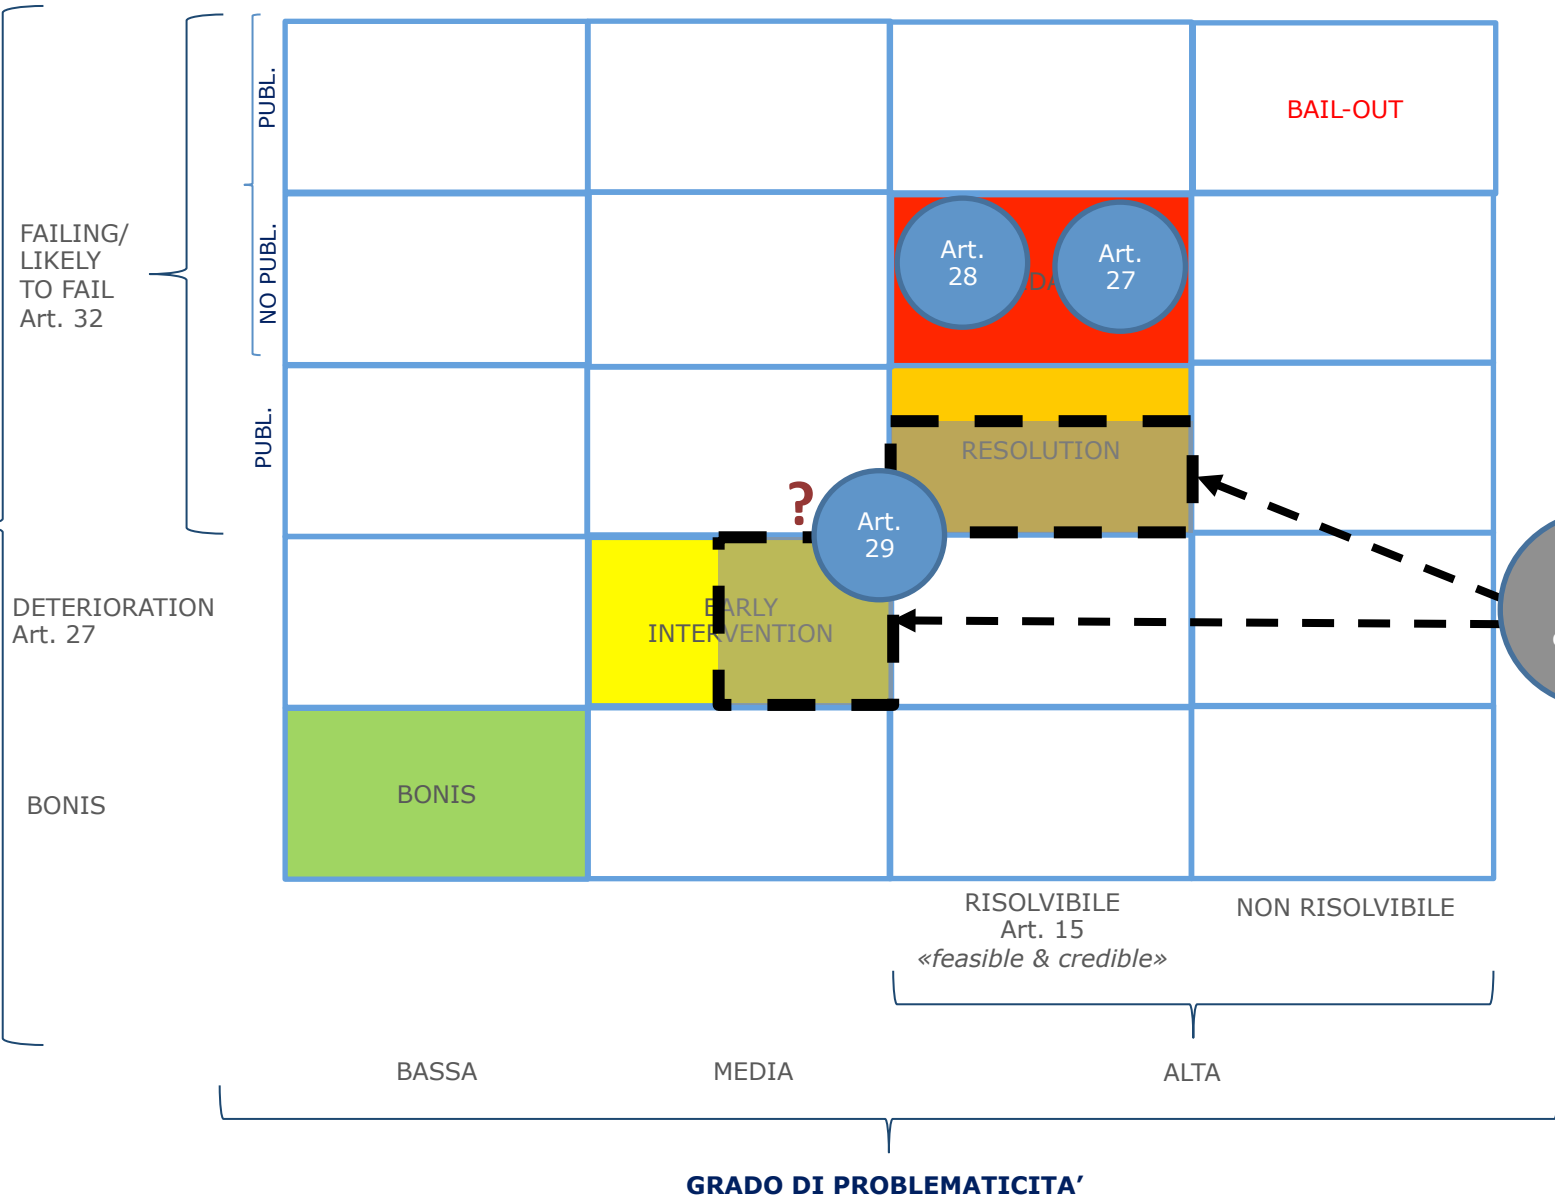 PUBL.
BAIL-OUT
FAILING/
LIKELY
TO FAIL
Art. 32
NO PUBL.
Art.
28
Art.
27
PUBL.
RESOLUTION
?
Art.
29
DETERIORATION
Art. 27
EARLY
INTERVENTION
BONIS
BONIS
RISOLVIBILE
Art. 15
«feasible & credible»
NON RISOLVIBILE
BASSA
MEDIA
ALTA
GRADO DI PROBLEMATICITA’